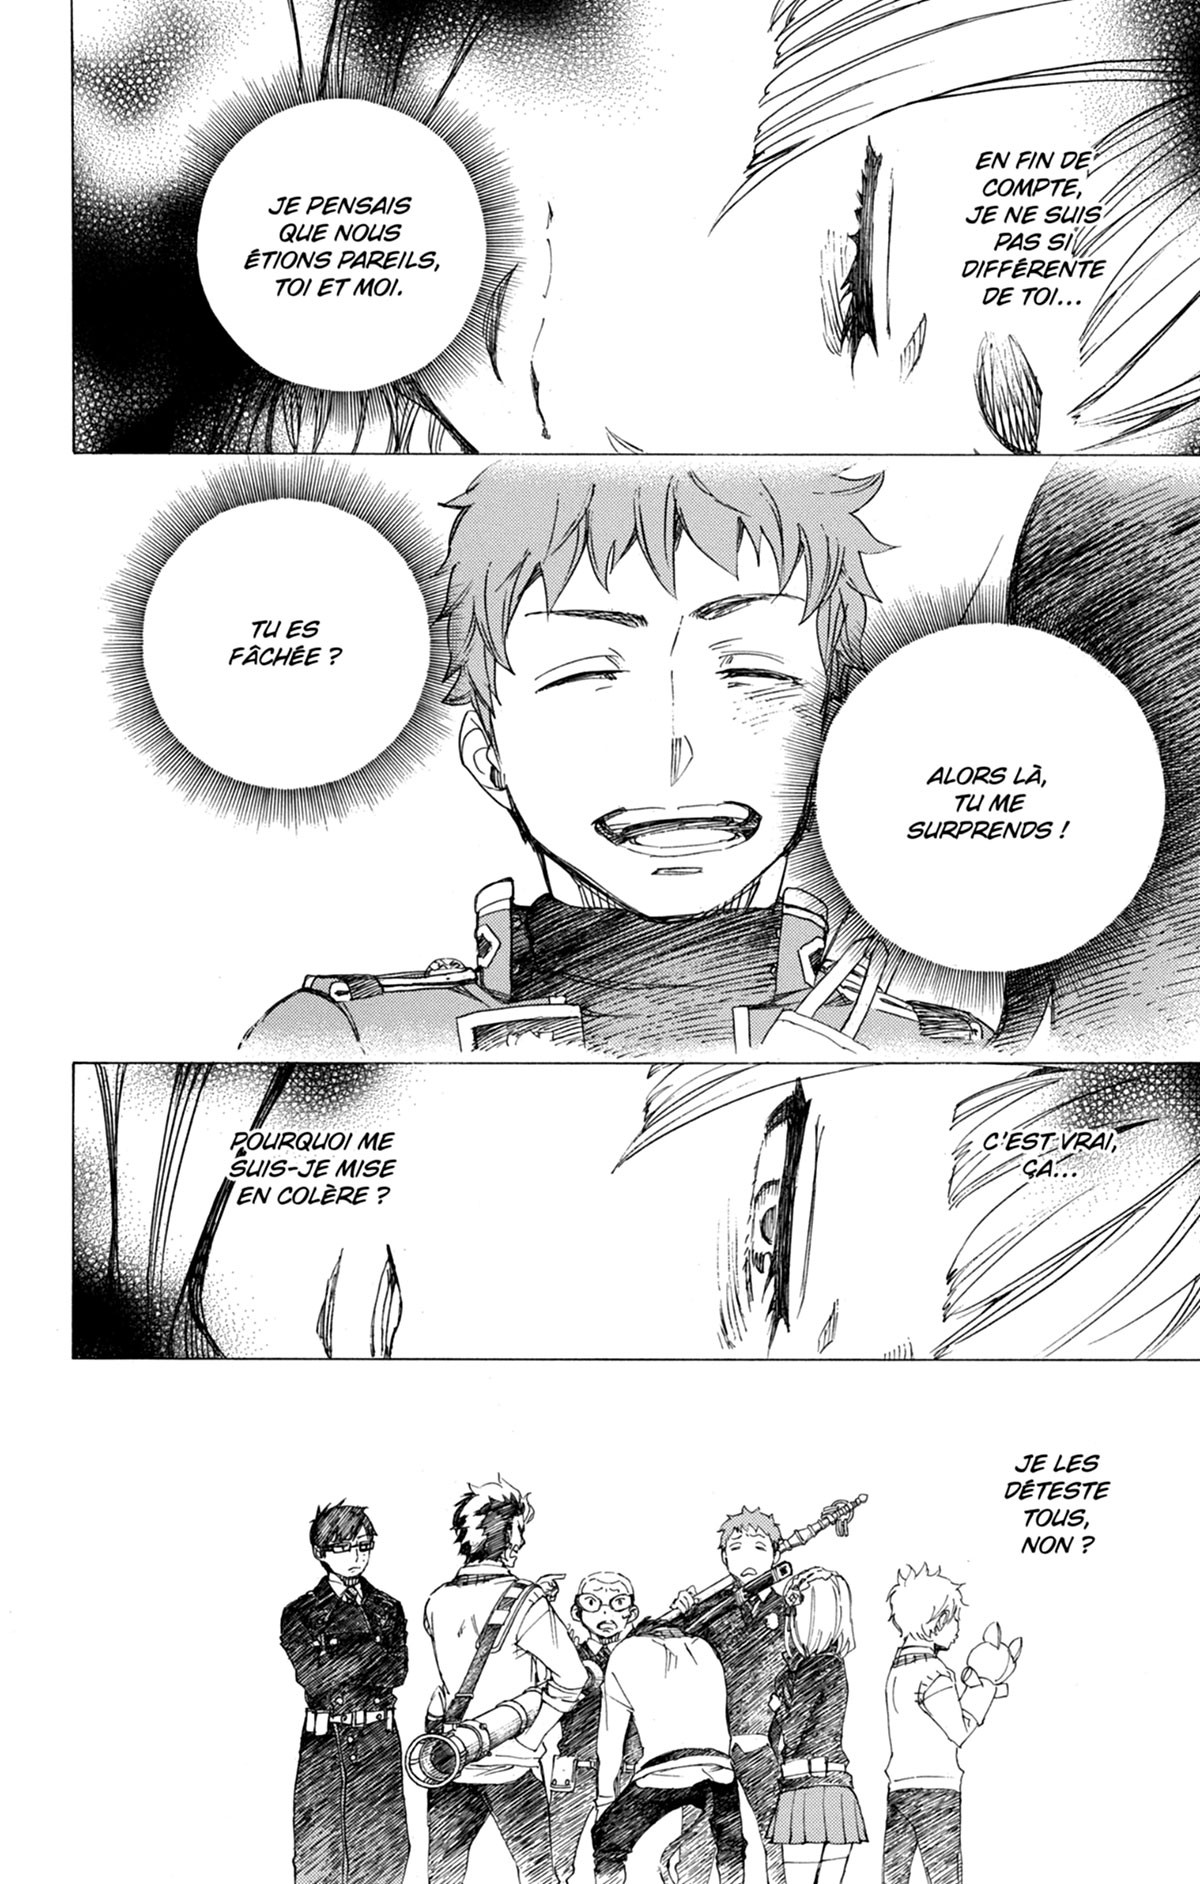 EN FIN DE
COMPTE,
JE NE SUIS
PAS SI
DIFFÉRENTE
DE TOI...
JE PENSAIS
QUE NOUS
ÉTIONS PAREILS,
TOI ET MOI.
ALORS LÀ,
TU ME
SURPRENDS !
TU ES
FÂCHÉE ?
C'EST VRAI,
ÇA...
POURQUOI ME
SUIS-JE MISE
EN COLÈRE ?
JE LES
DÉTESTE
TOUS,
NON ?